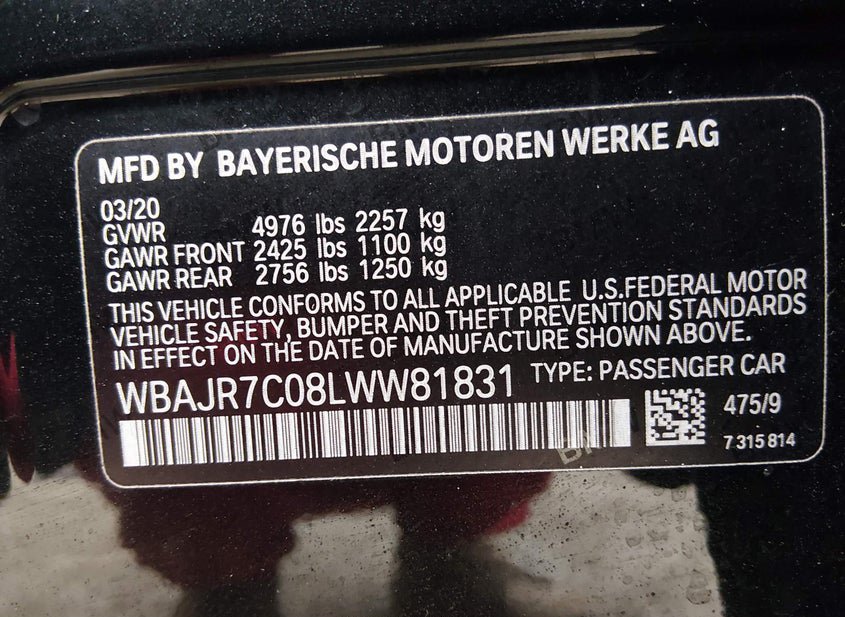 MFD BY BAYERISCHE MOTOREN WERKE AG
03/20
GVWR 4976 lbs 2257 kg
GAWR FRONT 2425 lbs 1100 kg
GAWR REAR 2756 lbs 1250 kg
THIS VEHICLE CONFORMS TO ALL APPLICABLE U.S.FEDERAL MOTOR
VEHICLE SAFETY, BUMPER AND THEFT PREVENTION STANDARDS
IN EFFECT ON THE DATE OF MANUFACTURE SHOWN ABOVE.
WBAJR7C08LWW81831 TYPE: PASSENGER CAR
475/9
7 315 814